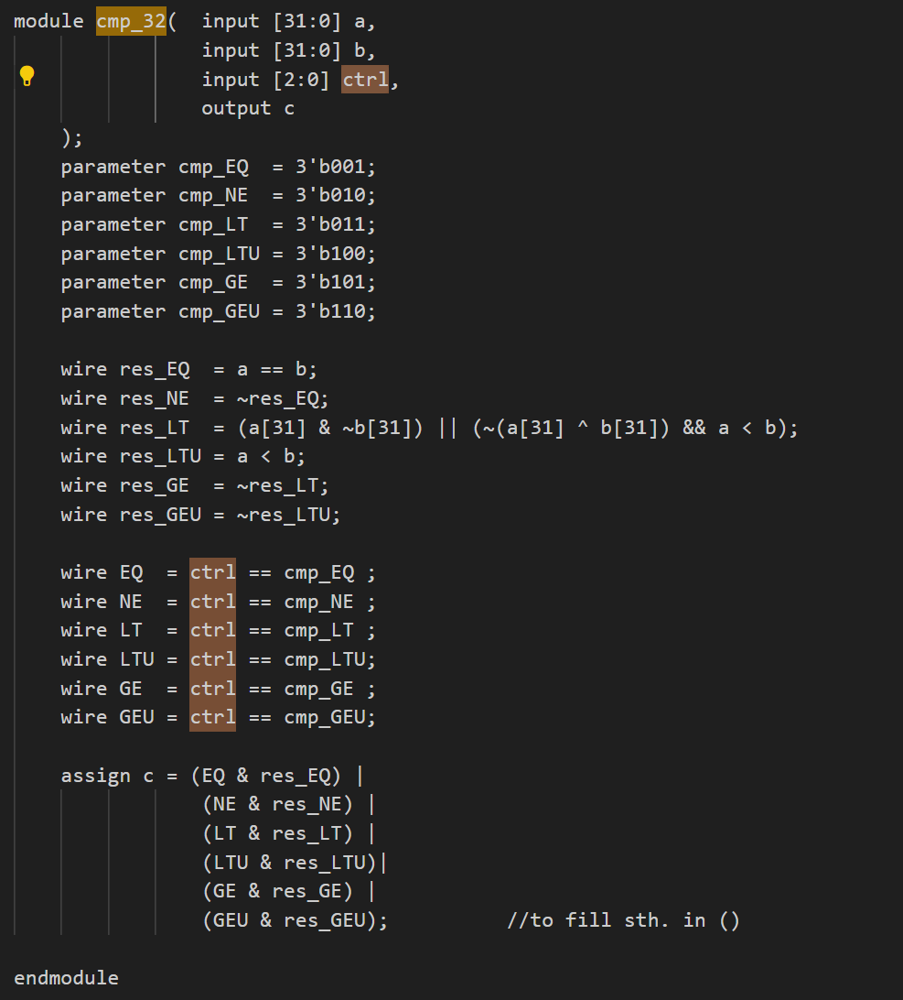 module cmp_32(  input [31:0] a,
                input [31:0] b,
                input [2:0] ctrl,
                output c
    );
    parameter cmp_EQ  = 3'b001;
    parameter cmp_NE  = 3'b010;
    parameter cmp_LT  = 3'b011;
    parameter cmp_LTU = 3'b100;
    parameter cmp_GE  = 3'b101;
    parameter cmp_GEU = 3'b110;

    wire res_EQ  = a == b;
    wire res_NE  = ~res_EQ;
    wire res_LT  = (a[31] & ~b[31]) || (~(a[31] ^ b[31]) && a < b);
    wire res_LTU = a < b;
    wire res_GE  = ~res_LT;
    wire res_GEU = ~res_LTU;

    wire EQ  = ctrl == cmp_EQ ;
    wire NE  = ctrl == cmp_NE ;
    wire LT  = ctrl == cmp_LT ;
    wire LTU = ctrl == cmp_LTU;
    wire GE  = ctrl == cmp_GE ;
    wire GEU = ctrl == cmp_GEU;

    assign c = (EQ & res_EQ) |
                (NE & res_NE) |
                (LT & res_LT) |
                (LTU & res_LTU)|
                (GE & res_GE) |
                (GEU & res_GEU);          //to fill sth. in ()

endmodule